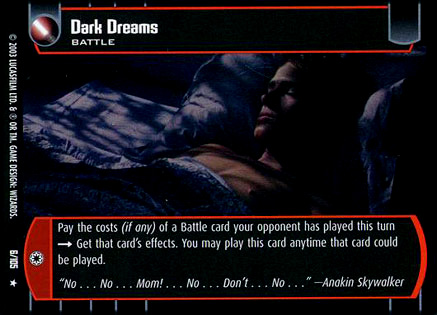 Dark Dreams
BATTLE
Pay the costs (if any) of a Battle card your opponent has played this turn
→ Get that card's effects. You may play this card anytime that card could
be played.
"No . . . No . . . Mom! . . . No . . . Don't . . . No . . ." —Anakin Skywalker
© 2003 LUCASFILM LTD. & ® OR TM. GAME DESIGN: WIZARDS.
6/105 ★